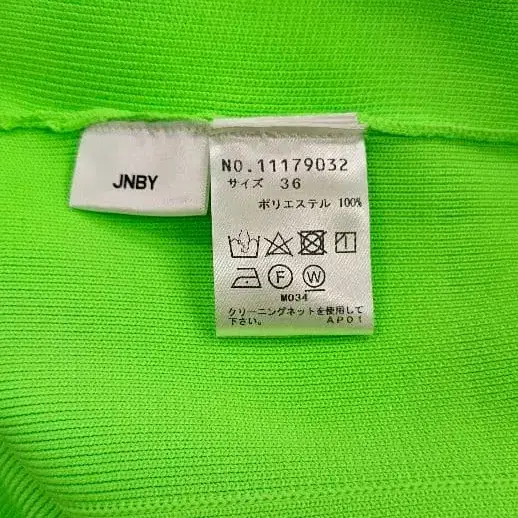 JNBY
NO.11179032
サイズ 36
ポリエステル 100%
F W
M034
クリーニングネットを使用して
下さい。 AP01